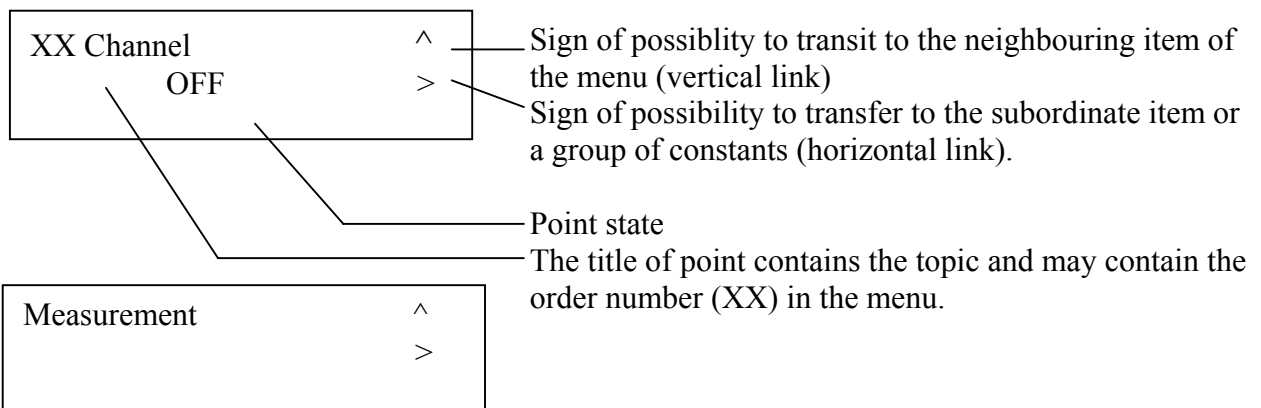 XX Channel ^
OFF >
Sign of possiblity to transit to the neighbouring item of
the menu (vertical link)
Sign of possibility to transfer to the subordinate item or
a group of constants (horizontal link).
Point state
The title of point contains the topic and may contain the
order number (XX) in the menu.
Measurement ^
>